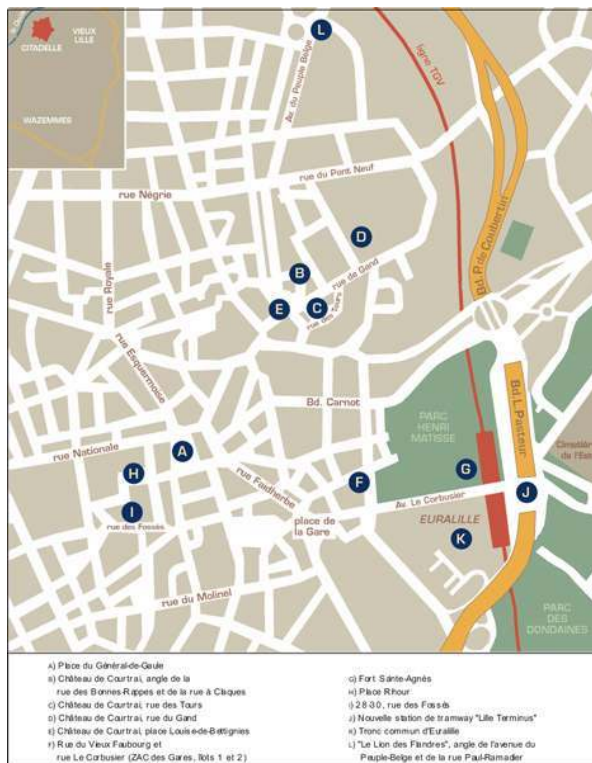 CITADELLE
VIEUX
LILLE
WAZEMMES
L
Av. du Peuple Belge
ligne TGV
rue du Pont Neuf
rue Négrie
Bd. P. de Coubertin
D
rue Royale
B
rue de Gand
E
C
rue des Tours
rue Esquermoise
Bd. Carnot
PARC
HENRI
MATISSE
Bd. L. Pasteur
Cimetière
de l'Est
rue Nationale
A
H
rue Faidherbe
F
G
J
I
rue des Fossés
place de
la Gare
Av. Le Corbusier
EURALILLE
K
rue du Molinel
PARC
DES
DONDAINES
A) Place du Général-de-Gaule
B) Château de Courtrai, angle de la
rue des Bonnes-Rappes et de la rue à Claques
C) Château de Courtrai, rue des Tours
D) Château de Courtrai, rue du Gand
E) Château de Courtrai, place Louise-de-Bettignies
F) Rue du Vieux Faubourg et
rue Le Corbusier (ZAC des Gares, îlots 1 et 2)
G) Fort Sainte-Agnès
H) Place Rihour
I) 28-30, rue des Fossés
J) Nouvelle station de tramway "Lille Terminus"
K) Tronc commun d'Euralille
L) "Le Lion des Flandres", angle de l'avenue du
Peuple-Belge et de la rue Paul-Ramadier